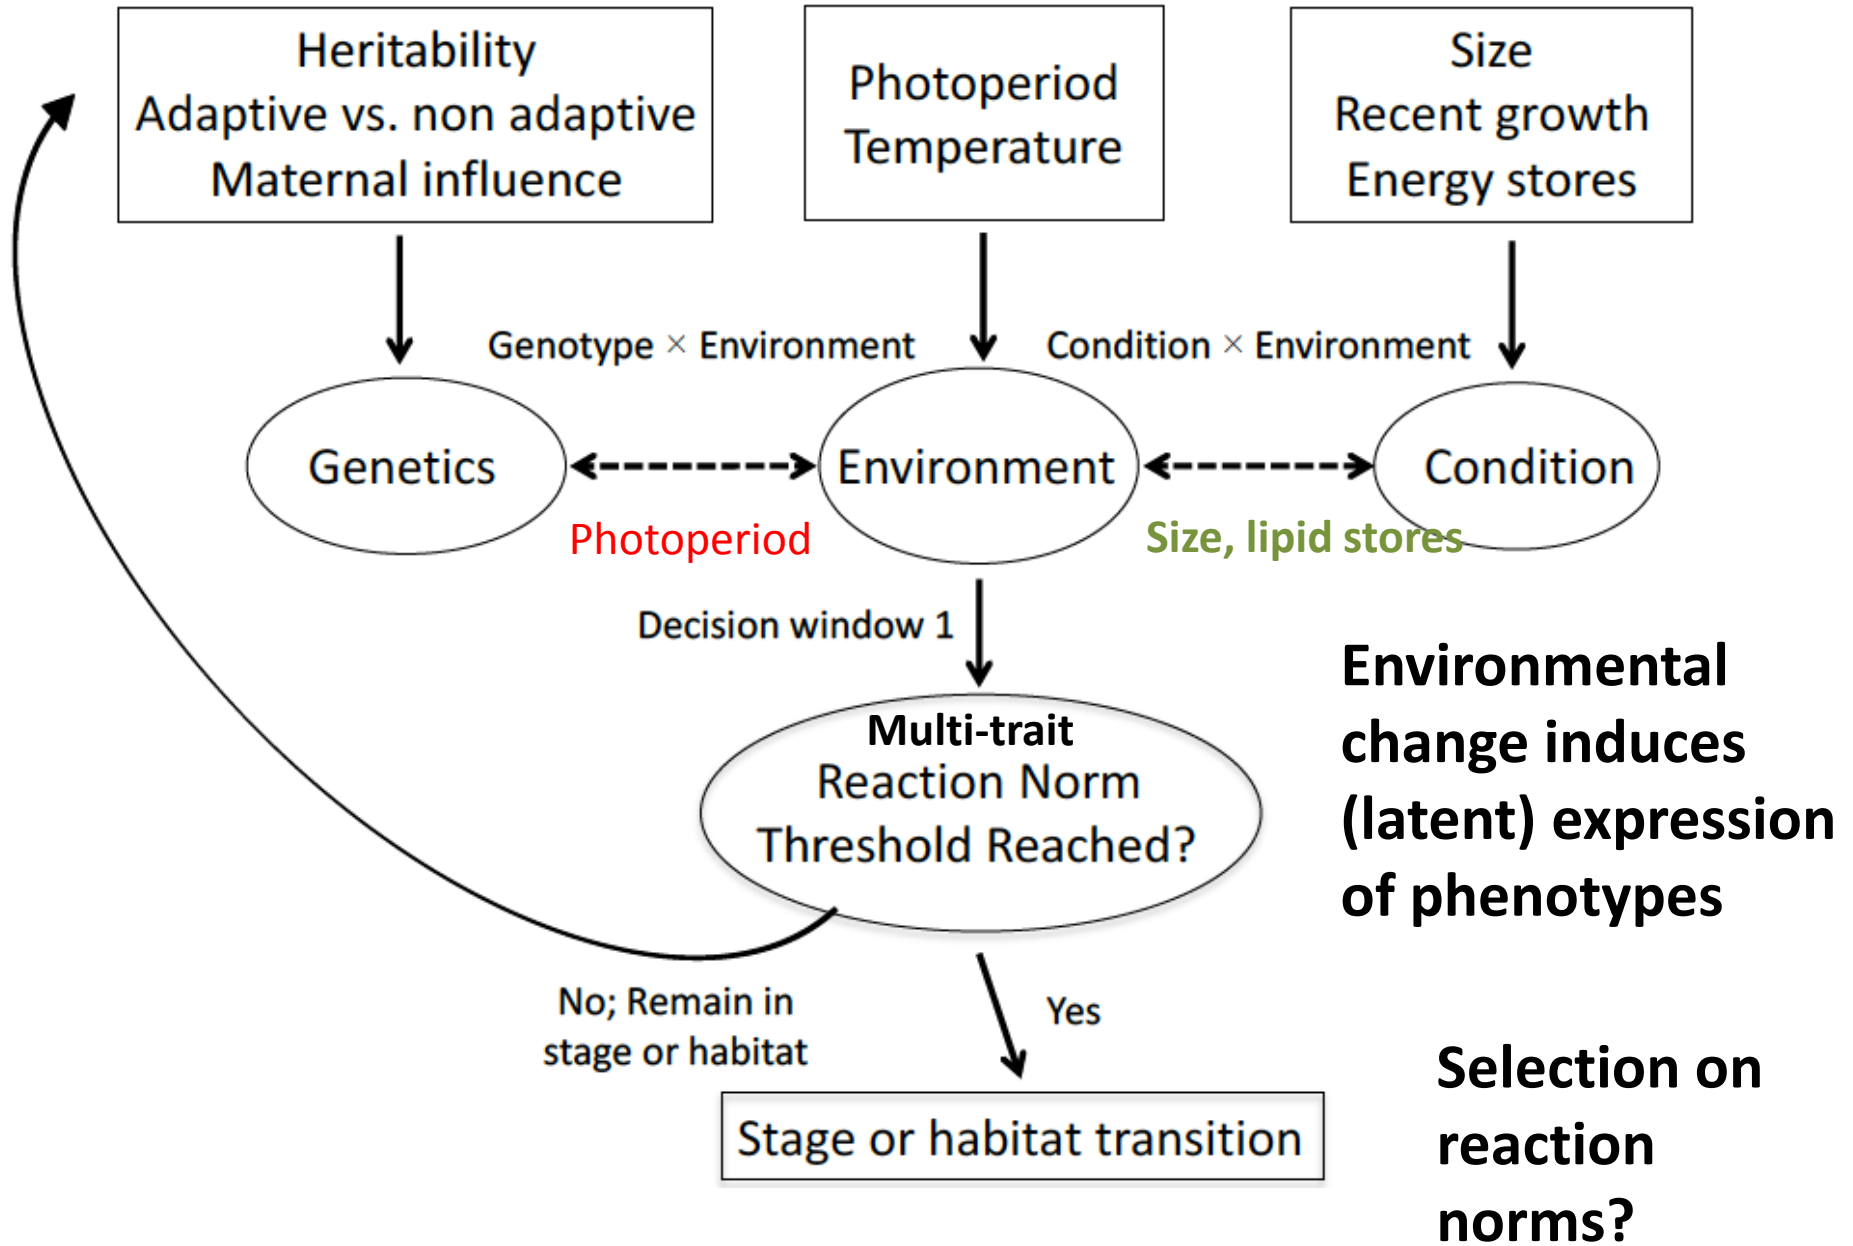 Heritability
Adaptive vs. non adaptive
Maternal influence
Photoperiod
Temperature
Size
Recent growth
Energy stores
Genotype × Environment
Condition × Environment
Genetics
Environment
Condition
Photoperiod
Size, lipid stores
Decision window 1
Multi-trait
Reaction Norm
Threshold Reached?
Environmental
change induces
(latent) expression
of phenotypes
No; Remain in
stage or habitat
Yes
Stage or habitat transition
Selection on
reaction
norms?